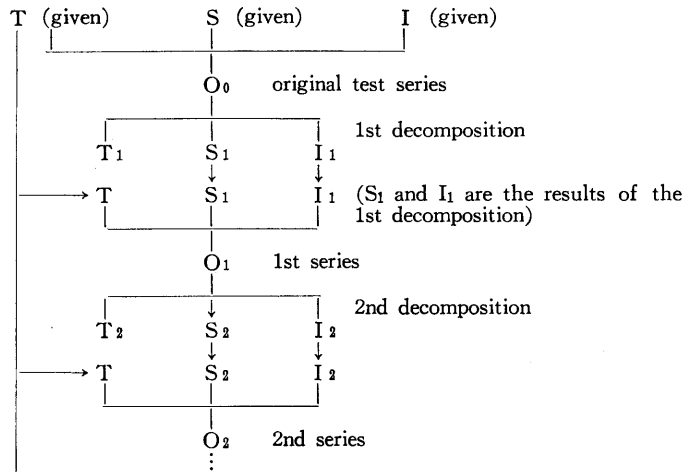 T (given) S (given) I (given)
O₀ original test series
1st decomposition
T₁ S₁ I₁
T S₁ I₁ (S₁ and I₁ are the results of the
1st decomposition)
O₁ 1st series
2nd decomposition
T₂ S₂ I₂
T S₂ I₂
O₂ 2nd series
⋮